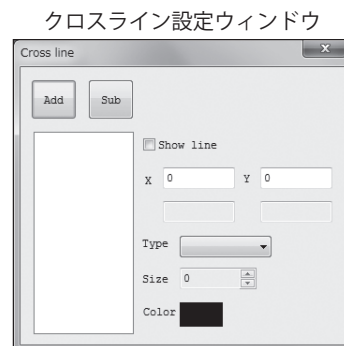 クロスライン設定ウィンドウ
Cross line
x
Add Sub
Show line
X 0 Y 0
Type
Size 0
Color